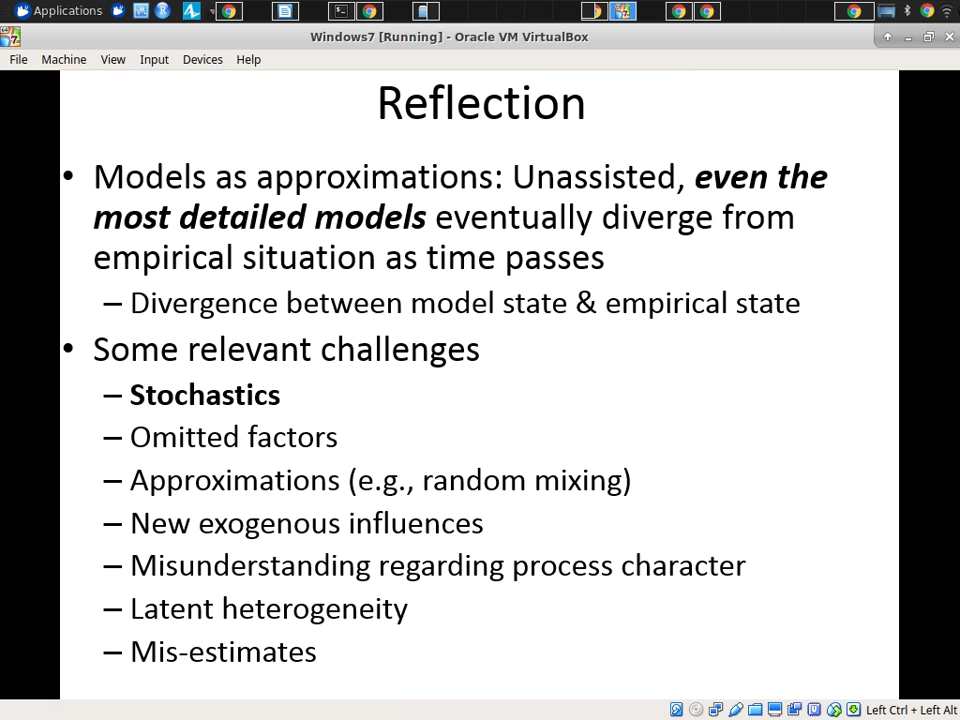 Applications
Windows7 [Running] - Oracle VM VirtualBox
File Machine View Input Devices Help
Reflection
• Models as approximations: Unassisted, even the
most detailed models eventually diverge from
empirical situation as time passes
– Divergence between model state & empirical state
• Some relevant challenges
– Stochastics
– Omitted factors
– Approximations (e.g., random mixing)
– New exogenous influences
– Misunderstanding regarding process character
– Latent heterogeneity
– Mis-estimates
Left Ctrl + Left Alt